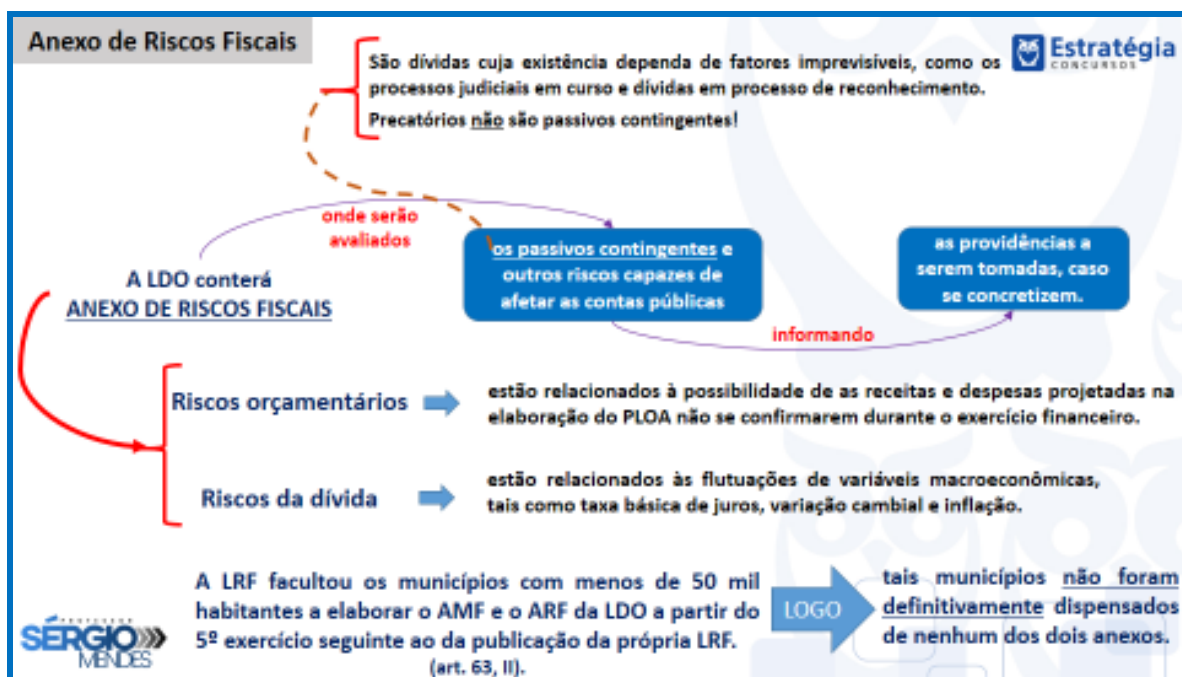 Anexo de Riscos Fiscais
Estratégia
CONCURSOS
São dívidas cuja existência dependa de fatores imprevisíveis, como os
processos judiciais em curso e dívidas em processo de reconhecimento.
Precatórios não são passivos contingentes!
onde serão
avaliados
A LDO conterá
ANEXO DE RISCOS FISCAIS
os passivos contingentes e
outros riscos capazes de
afetar as contas públicas
informando
as providências a
serem tomadas, caso
se concretizem.
Riscos orçamentários
estão relacionados à possibilidade de as receitas e despesas projetadas na
elaboração do PLOA não se confirmarem durante o exercício financeiro.
Riscos da dívida
estão relacionados às flutuações de variáveis macroeconômicas,
tais como taxa básica de juros, variação cambial e inflação.
A LRF facultou os municípios com menos de 50 mil
habitantes a elaborar o AMF e o ARF da LDO a partir do
5º exercício seguinte ao da publicação da própria LRF.
(art. 63, II).
LOGO
tais municípios não foram
definitivamente dispensados
de nenhum dos dois anexos.
PROFESSOR
SÉRGIO
MENDES